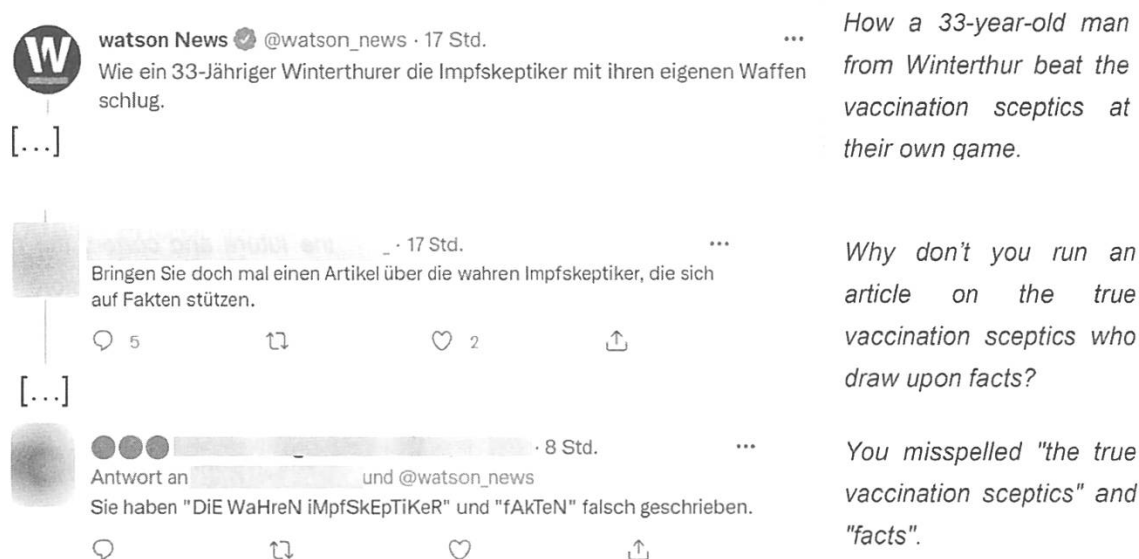 W
watson News @watson_news · 17 Std.
Wie ein 33-Jähriger Winterthurer die Impfskeptiker mit ihren eigenen Waffen
schlug.
[...]
How a 33-year-old man
from Winterthur beat the
vaccination sceptics at
their own game.
· 17 Std.
Bringen Sie doch mal einen Artikel über die wahren Impfskeptiker, die sich
auf Fakten stützen.
5 2
Why don't you run an
article on the true
vaccination sceptics who
draw upon facts?
[...]
· 8 Std.
Antwort an und @watson_news
Sie haben "DiE WaHreN iMpfSkEpTiKeR" und "fAkTeN" falsch geschrieben.
You misspelled "the true
vaccination sceptics" and
"facts".